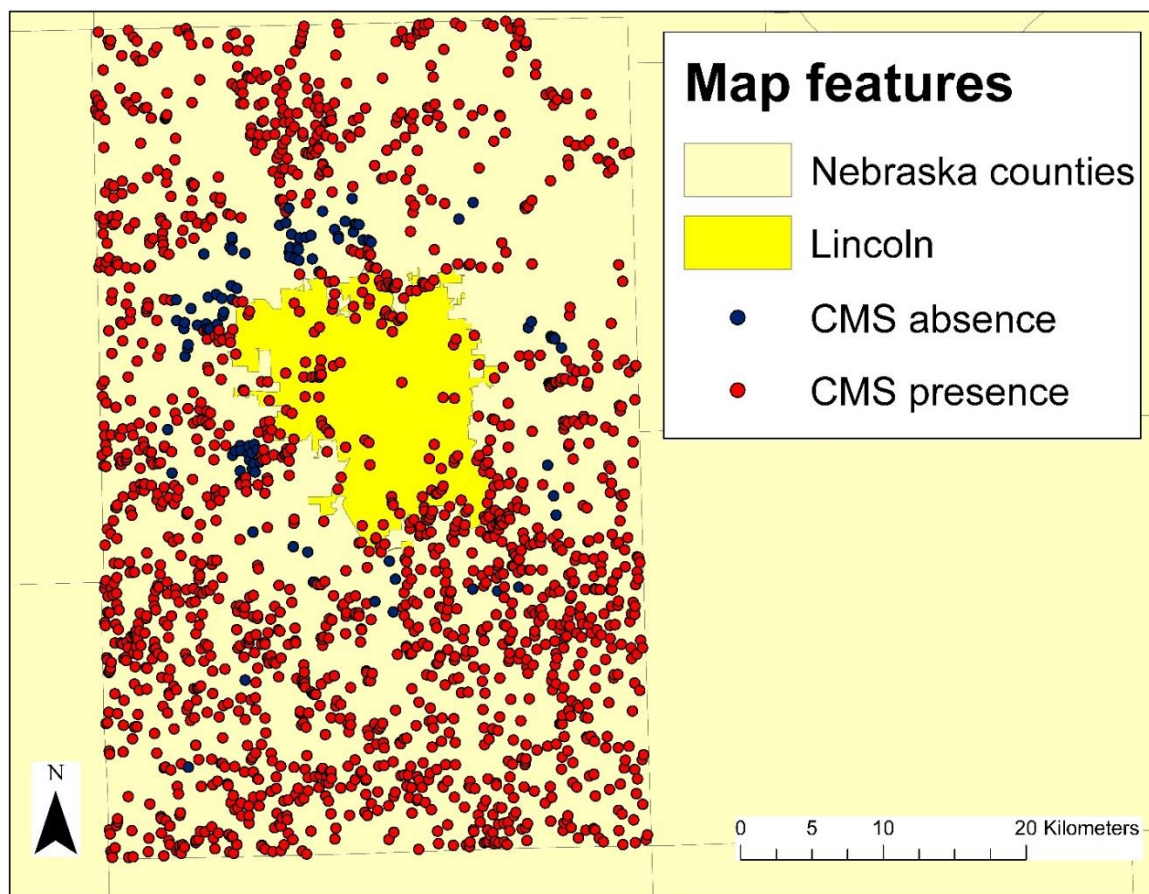 Map features
Nebraska counties
Lincoln
CMS absence
CMS presence
N
0 5 10 20 Kilometers